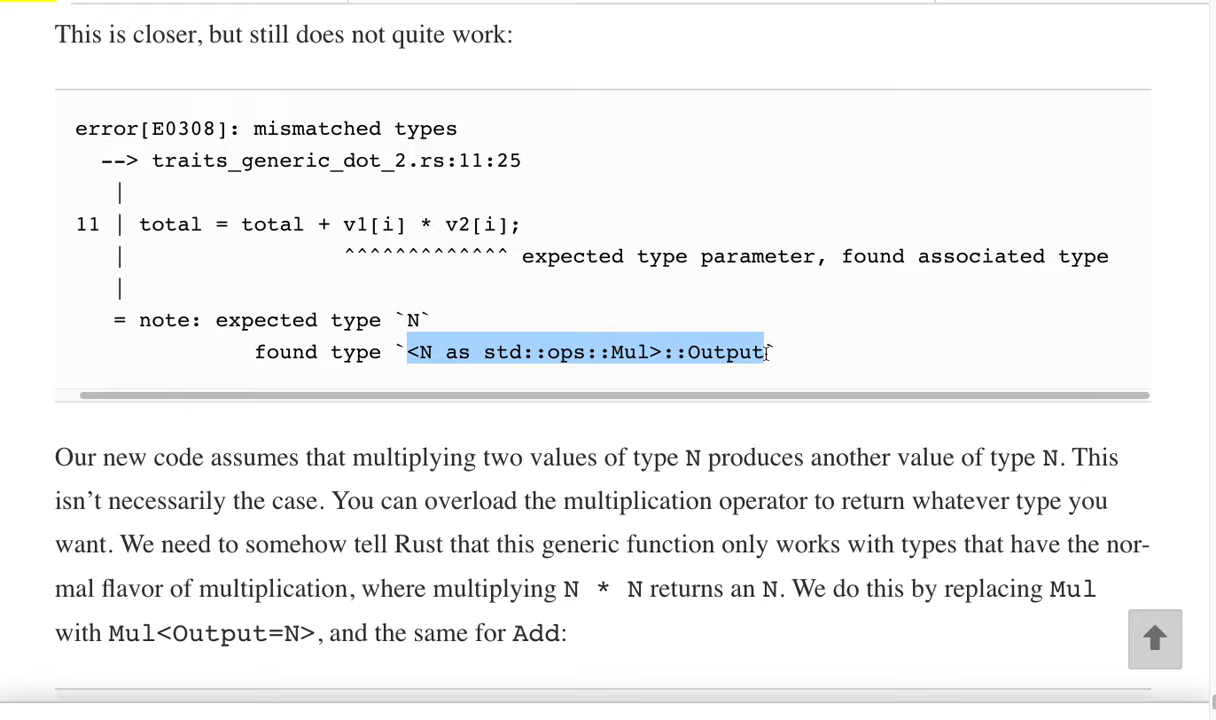 This is closer, but still does not quite work:
error[E0308]: mismatched types
  --> traits_generic_dot_2.rs:11:25
   |
11 | total = total + v1[i] * v2[i];
   |                 ^^^^^^^^^^^^^ expected type parameter, found associated type
   |
   = note: expected type `N`
              found type `<N as std::ops::Mul>::Output`
Our new code assumes that multiplying two values of type N produces another value of type N. This
isn’t necessarily the case. You can overload the multiplication operator to return whatever type you
want. We need to somehow tell Rust that this generic function only works with types that have the nor-
mal flavor of multiplication, where multiplying N * N returns an N. We do this by replacing Mul
with Mul<Output=N>, and the same for Add: